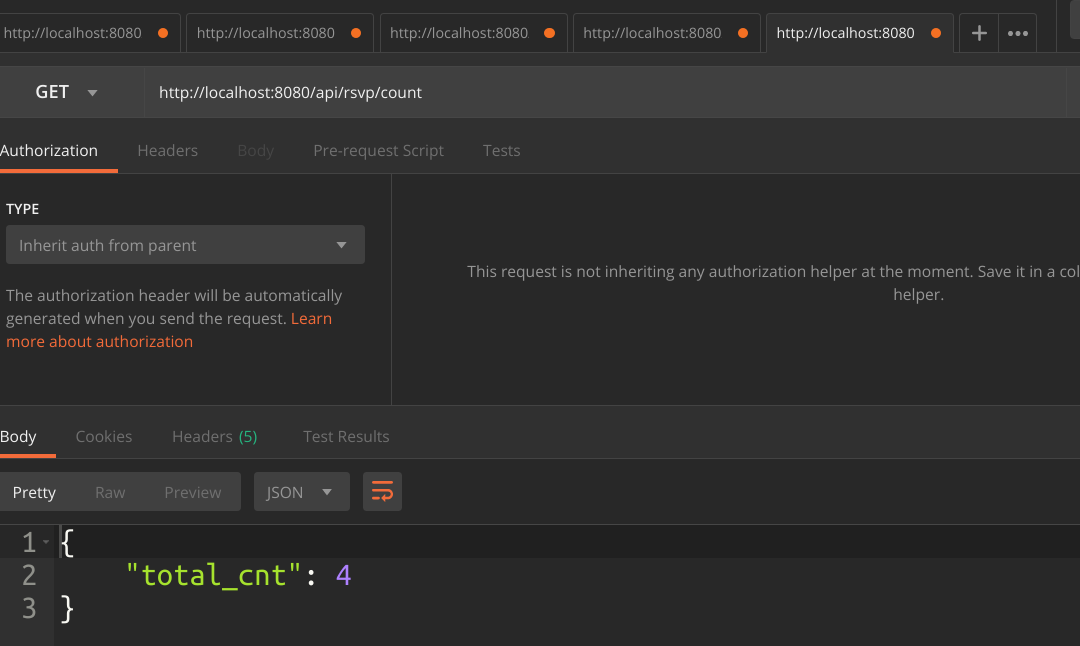 http://localhost:8080 http://localhost:8080 http://localhost:8080 http://localhost:8080 http://localhost:8080
GET http://localhost:8080/api/rsvp/count
Authorization Headers Body Pre-request Script Tests
TYPE
Inherit auth from parent
The authorization header will be automatically
generated when you send the request. Learn
more about authorization
This request is not inheriting any authorization helper at the moment. Save it in a col
helper.
Body Cookies Headers (5) Test Results
Pretty Raw Preview JSON
1 {
2 "total_cnt": 4
3 }